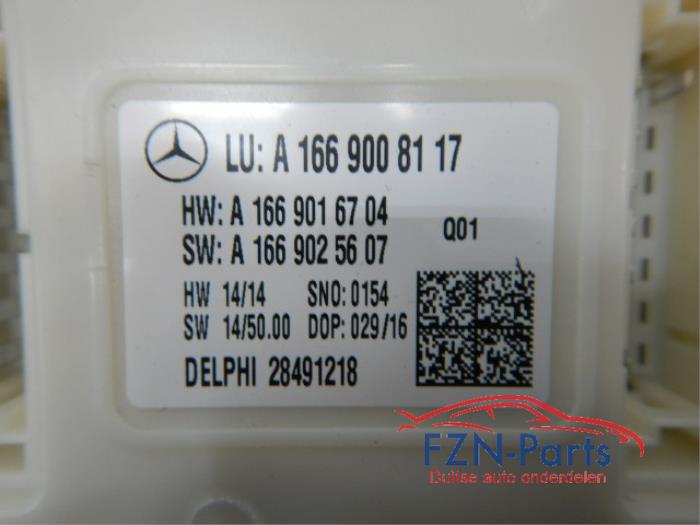 LU: A 166 900 81 17
HW: A 166 901 67 04
SW: A 166 902 56 07
Q01
HW 14/14 SNO: 0154
SW 14/50.00 DOP: 029/16
DELPHI 28491218
FZN-Parts
Duitse auto onderdelen